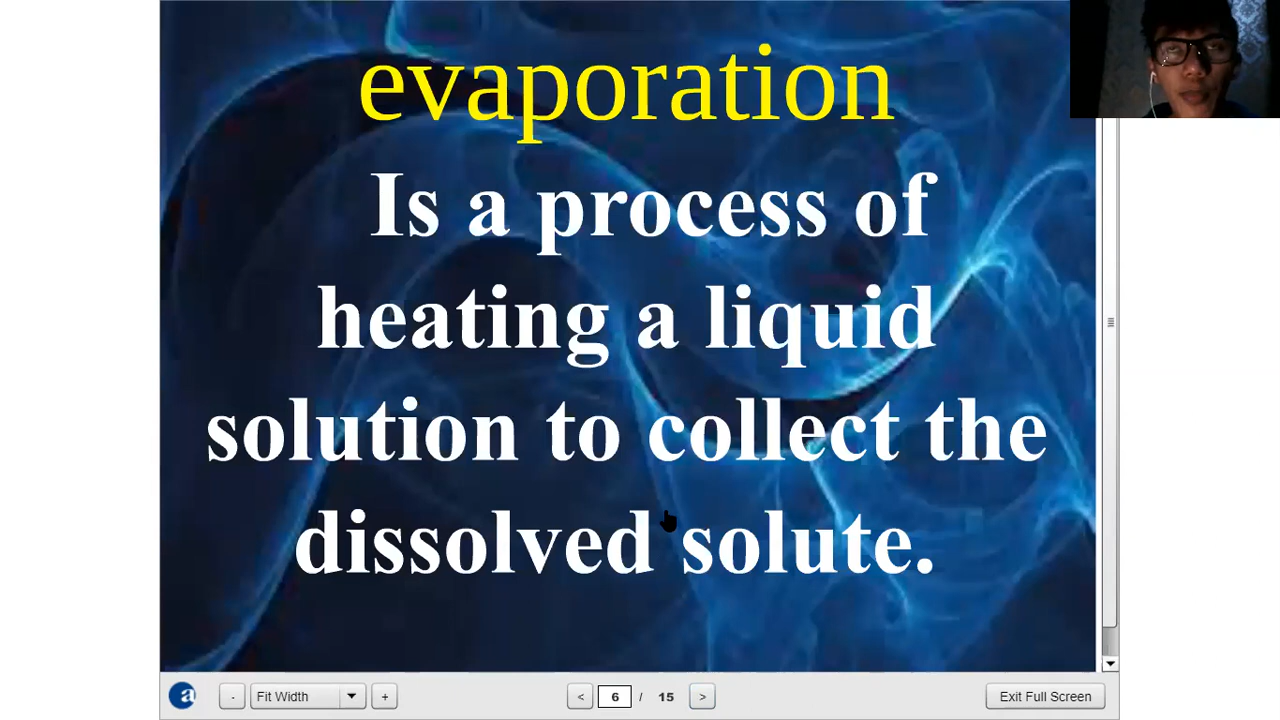 evaporation
Is a process of
heating a liquid
solution to collect the
dissolved solute.
a - Fit Width + < 6 / 15 > Exit Full Screen